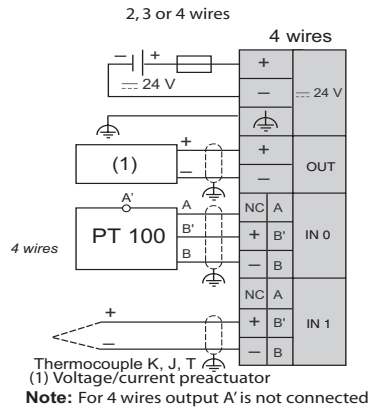 2, 3 or 4 wires
4 wires
− +
⎓ 24 V
+
−
⎓ 24 V
(1)
+
−
+
−
OUT
A'
PT 100
4 wires
A
B'
B
NC A
+ B'
− B
IN 0
NC A
+ B'
− B
IN 1
+
−
Thermocouple K, J, T
(1) Voltage/current preactuator
Note: For 4 wires output A' is not connected